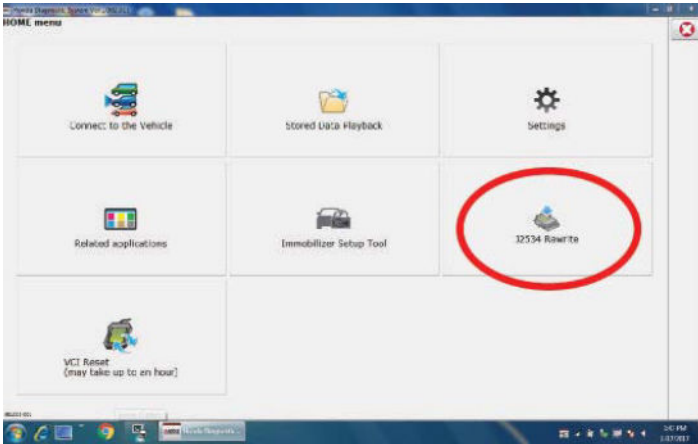 HOME menu
Connect to the Vehicle
Stored Data Playback
Settings
Related applications
Immobilizer Setup Tool
J2534 Rewrite
VCI Reset
(may take up to an hour)